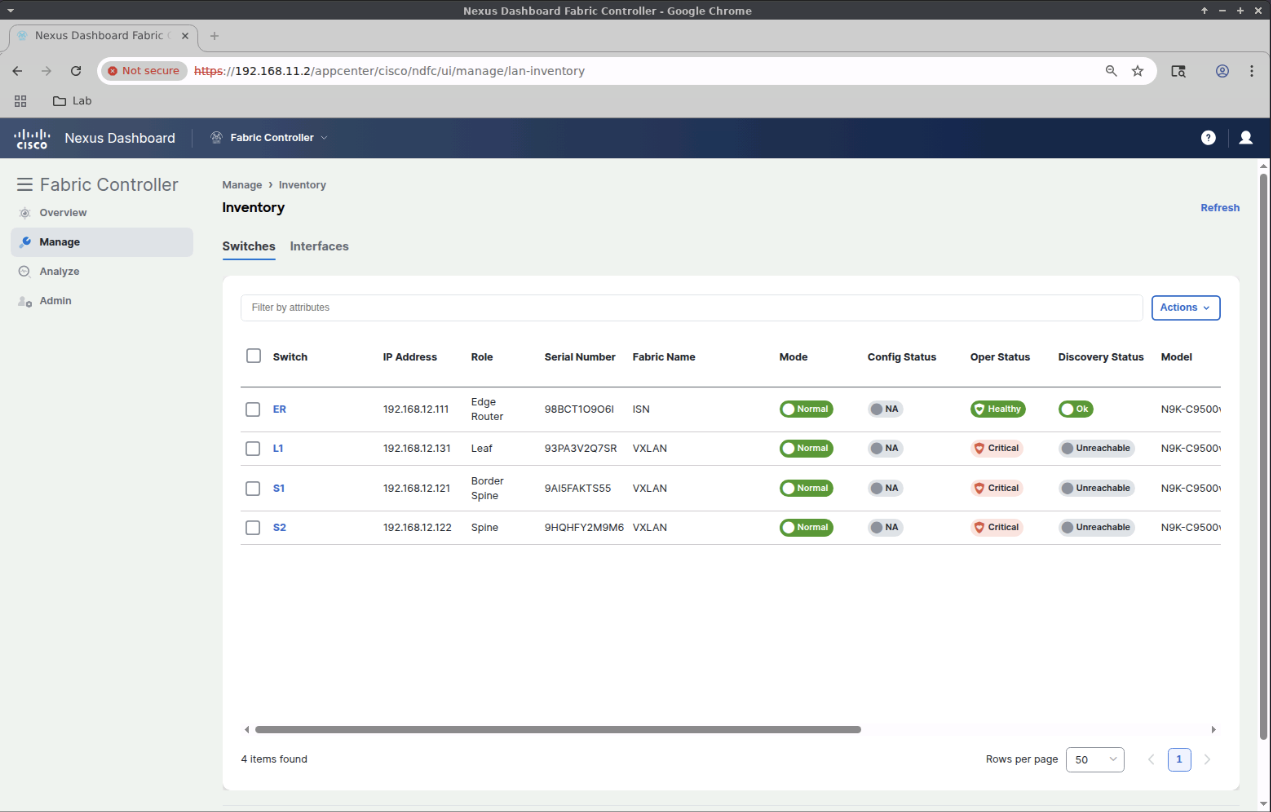 Nexus Dashboard Fabric Controller - Google Chrome
Nexus Dashboard Fabric
Not secure https://192.168.11.2/appcenter/cisco/ndfc/ui/manage/lan-inventory
Lab
CISCO Nexus Dashboard Fabric Controller ?
Fabric Controller
Overview
Manage
Analyze
Admin
Manage > Inventory
Inventory
Refresh
Switches Interfaces
Filter by attributes
Actions
Switch IP Address Role Serial Number Fabric Name Mode Config Status Oper Status Discovery Status Model
ER 192.168.12.111 Edge Router 98BCT1O9O6I ISN Normal NA Healthy Ok N9K-C9500v
L1 192.168.12.131 Leaf 93PA3V2Q7SR VXLAN Normal NA Critical Unreachable N9K-C9500v
S1 192.168.12.121 Border Spine 9AI5FAKTS55 VXLAN Normal NA Critical Unreachable N9K-C9500v
S2 192.168.12.122 Spine 9HQHFY2M9M6 VXLAN Normal NA Critical Unreachable N9K-C9500v
4 items found
Rows per page 50 1